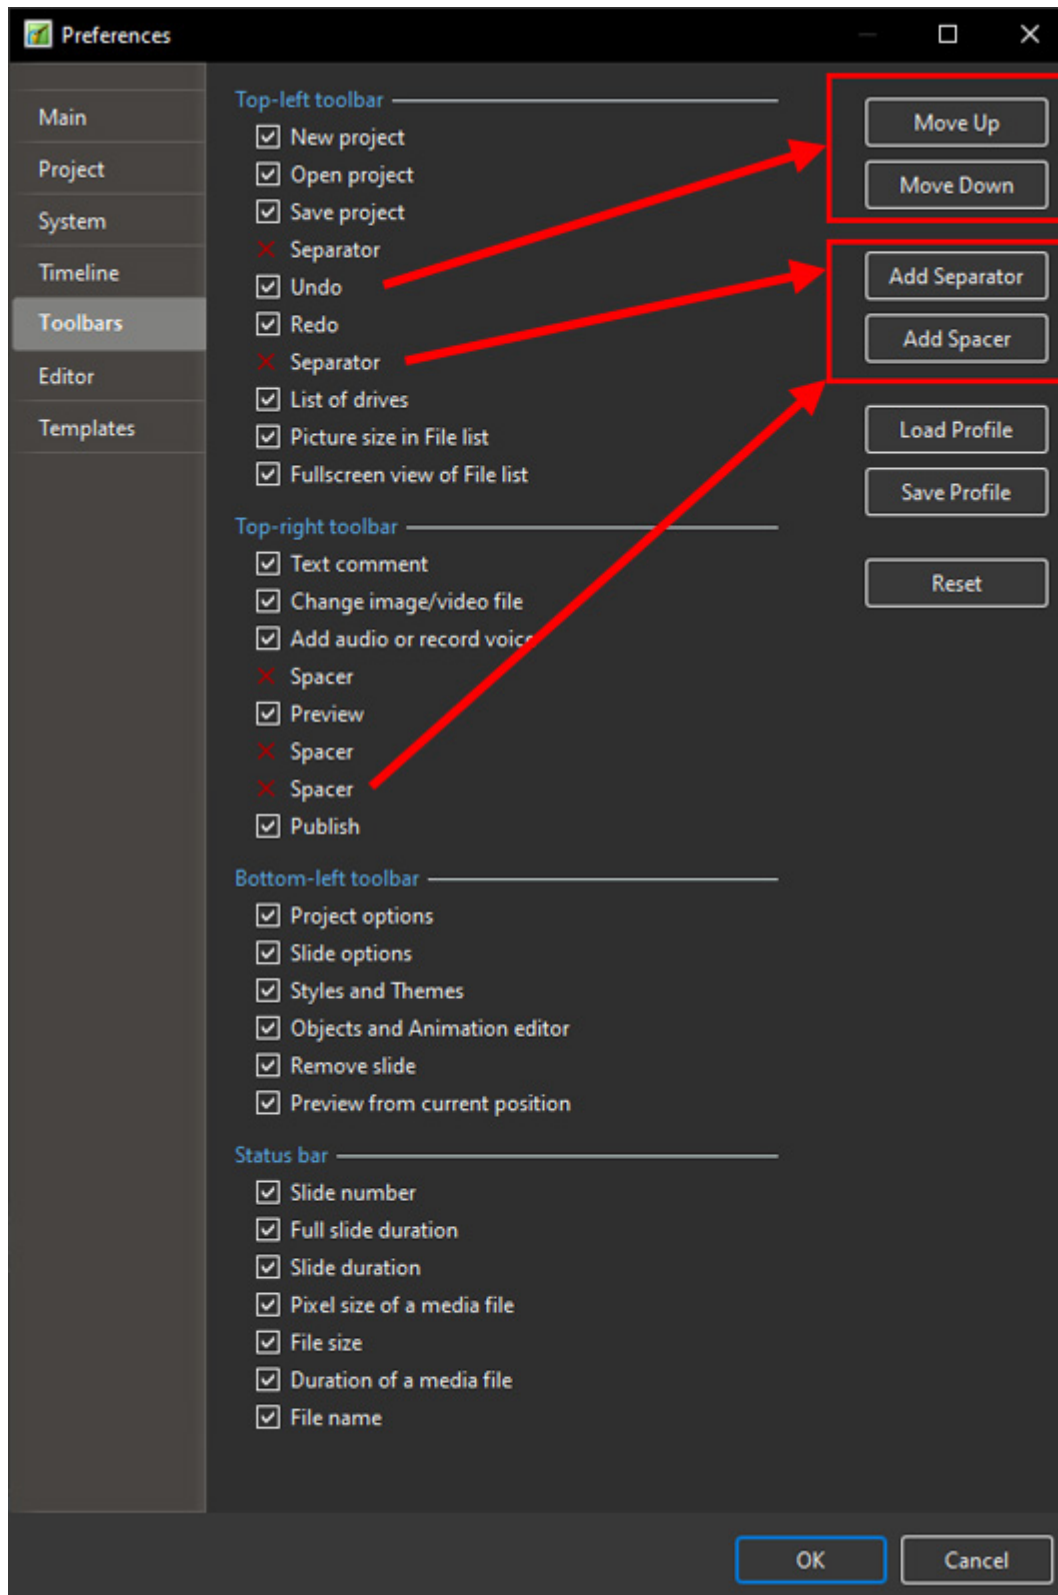 Preferences
Main
Project
System
Timeline
Toolbars
Editor
Templates
Top-left toolbar
New project
Open project
Save project
Separator
Undo
Redo
Separator
List of drives
Picture size in File list
Fullscreen view of File list
Top-right toolbar
Text comment
Change image/video file
Add audio or record voice
Spacer
Preview
Spacer
Spacer
Publish
Bottom-left toolbar
Project options
Slide options
Styles and Themes
Objects and Animation editor
Remove slide
Preview from current position
Status bar
Slide number
Full slide duration
Slide duration
Pixel size of a media file
File size
Duration of a media file
File name
Move Up
Move Down
Add Separator
Add Spacer
Load Profile
Save Profile
Reset
OK
Cancel